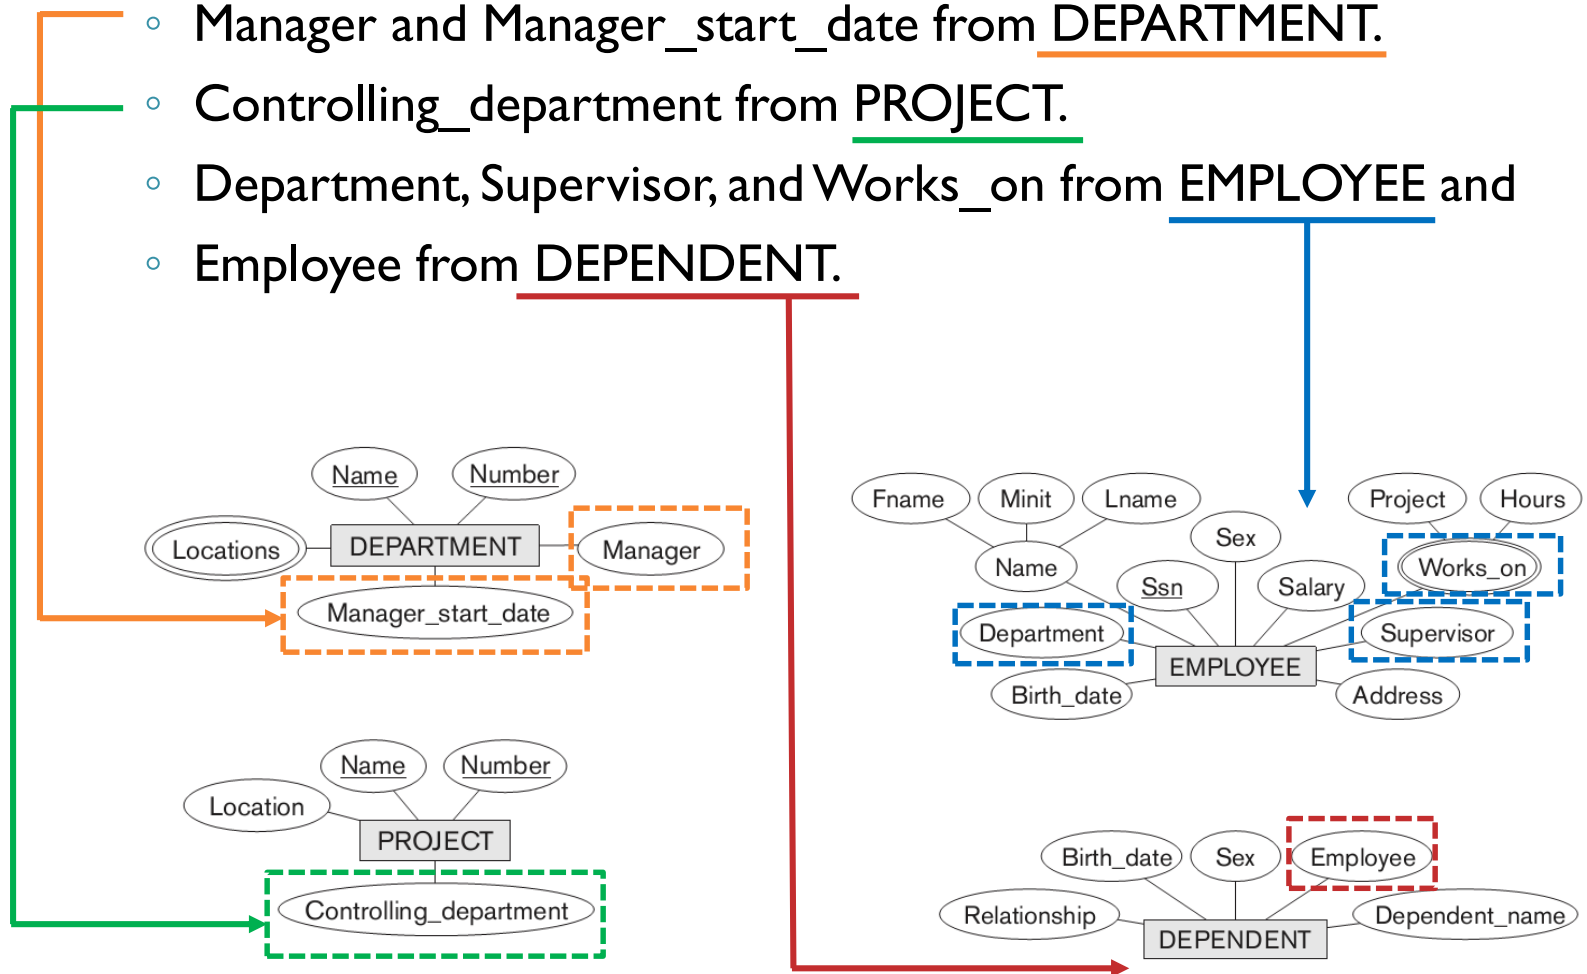 Manager and Manager_start_date from DEPARTMENT.
Controlling_department from PROJECT.
Department, Supervisor, and Works_on from EMPLOYEE and
Employee from DEPENDENT.
Name
Number
Locations
DEPARTMENT
Manager
Manager_start_date
Fname
Minit
Lname
Project
Hours
Sex
Name
Ssn
Salary
Works_on
Department
Supervisor
EMPLOYEE
Birth_date
Address
Name
Number
Location
PROJECT
Controlling_department
Birth_date
Sex
Employee
Relationship
Dependent_name
DEPENDENT